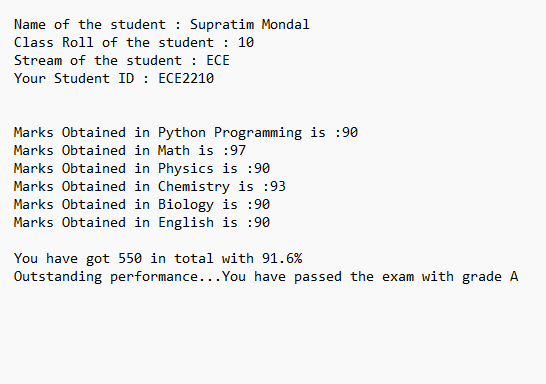 Name of the student : Supratim Mondal
Class Roll of the student : 10
Stream of the student : ECE
Your Student ID : ECE2210
Marks Obtained in Python Programming is :90
Marks Obtained in Math is :97
Marks Obtained in Physics is :90
Marks Obtained in Chemistry is :93
Marks Obtained in Biology is :90
Marks Obtained in English is :90
You have got 550 in total with 91.6%
Outstanding performance...You have passed the exam with grade A